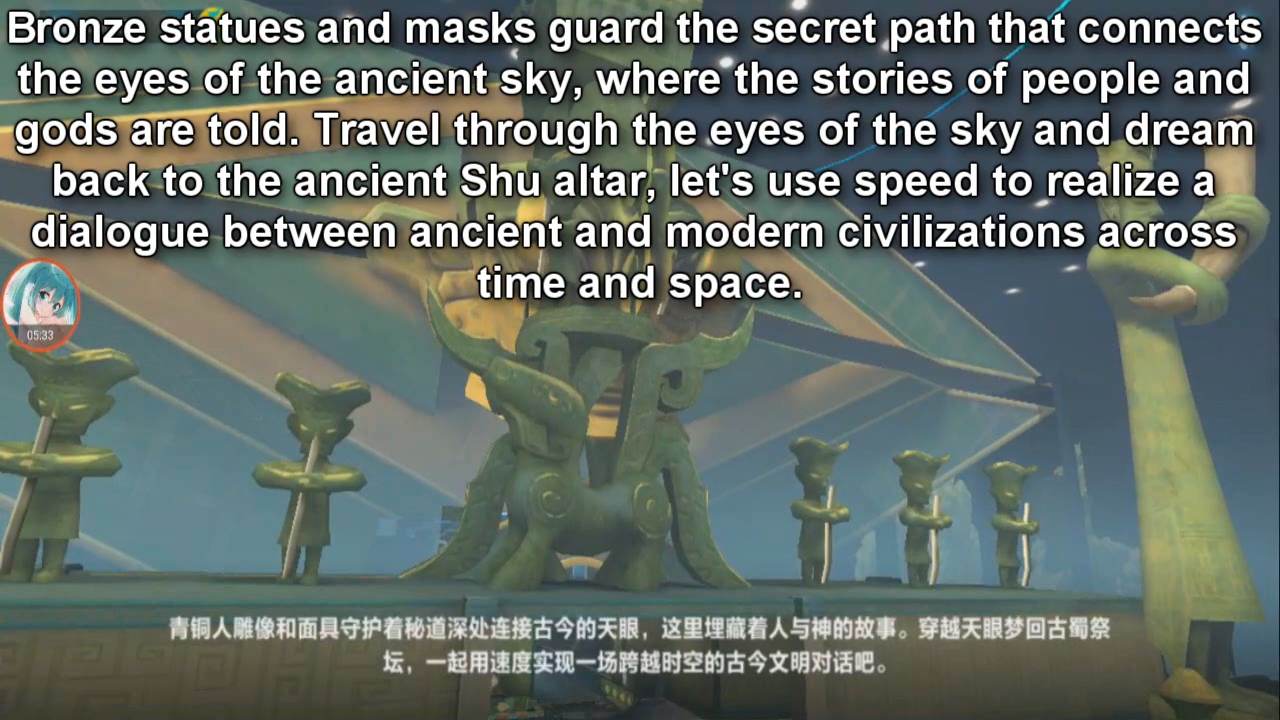 Bronze statues and masks guard the secret path that connects
the eyes of the ancient sky, where the stories of people and
gods are told. Travel through the eyes of the sky and dream
back to the ancient Shu altar, let's use speed to realize a
dialogue between ancient and modern civilizations across
time and space.
05:33
青铜人雕像和面具守护着秘道深处连接古今的天眼，这里埋藏着人与神的故事。穿越天眼梦回古蜀祭
坛，一起用速度实现一场跨越时空的古今文明对话吧。